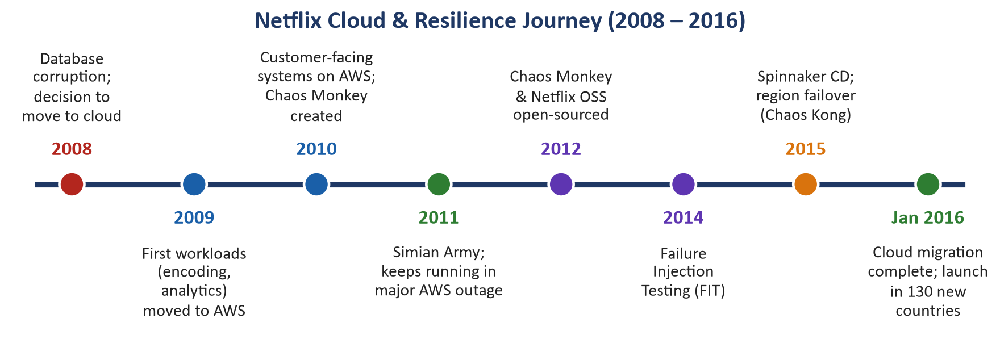 Netflix Cloud & Resilience Journey (2008 – 2016)
Database
corruption;
decision to
move to cloud
2008
2009
First workloads
(encoding,
analytics)
moved to AWS
Customer-facing
systems on AWS;
Chaos Monkey
created
2010
2011
Simian Army;
keeps running in
major AWS outage
Chaos Monkey
& Netflix OSS
open-sourced
2012
2014
Failure
Injection
Testing (FIT)
Spinnaker CD;
region failover
(Chaos Kong)
2015
Jan 2016
Cloud migration
complete; launch
in 130 new
countries